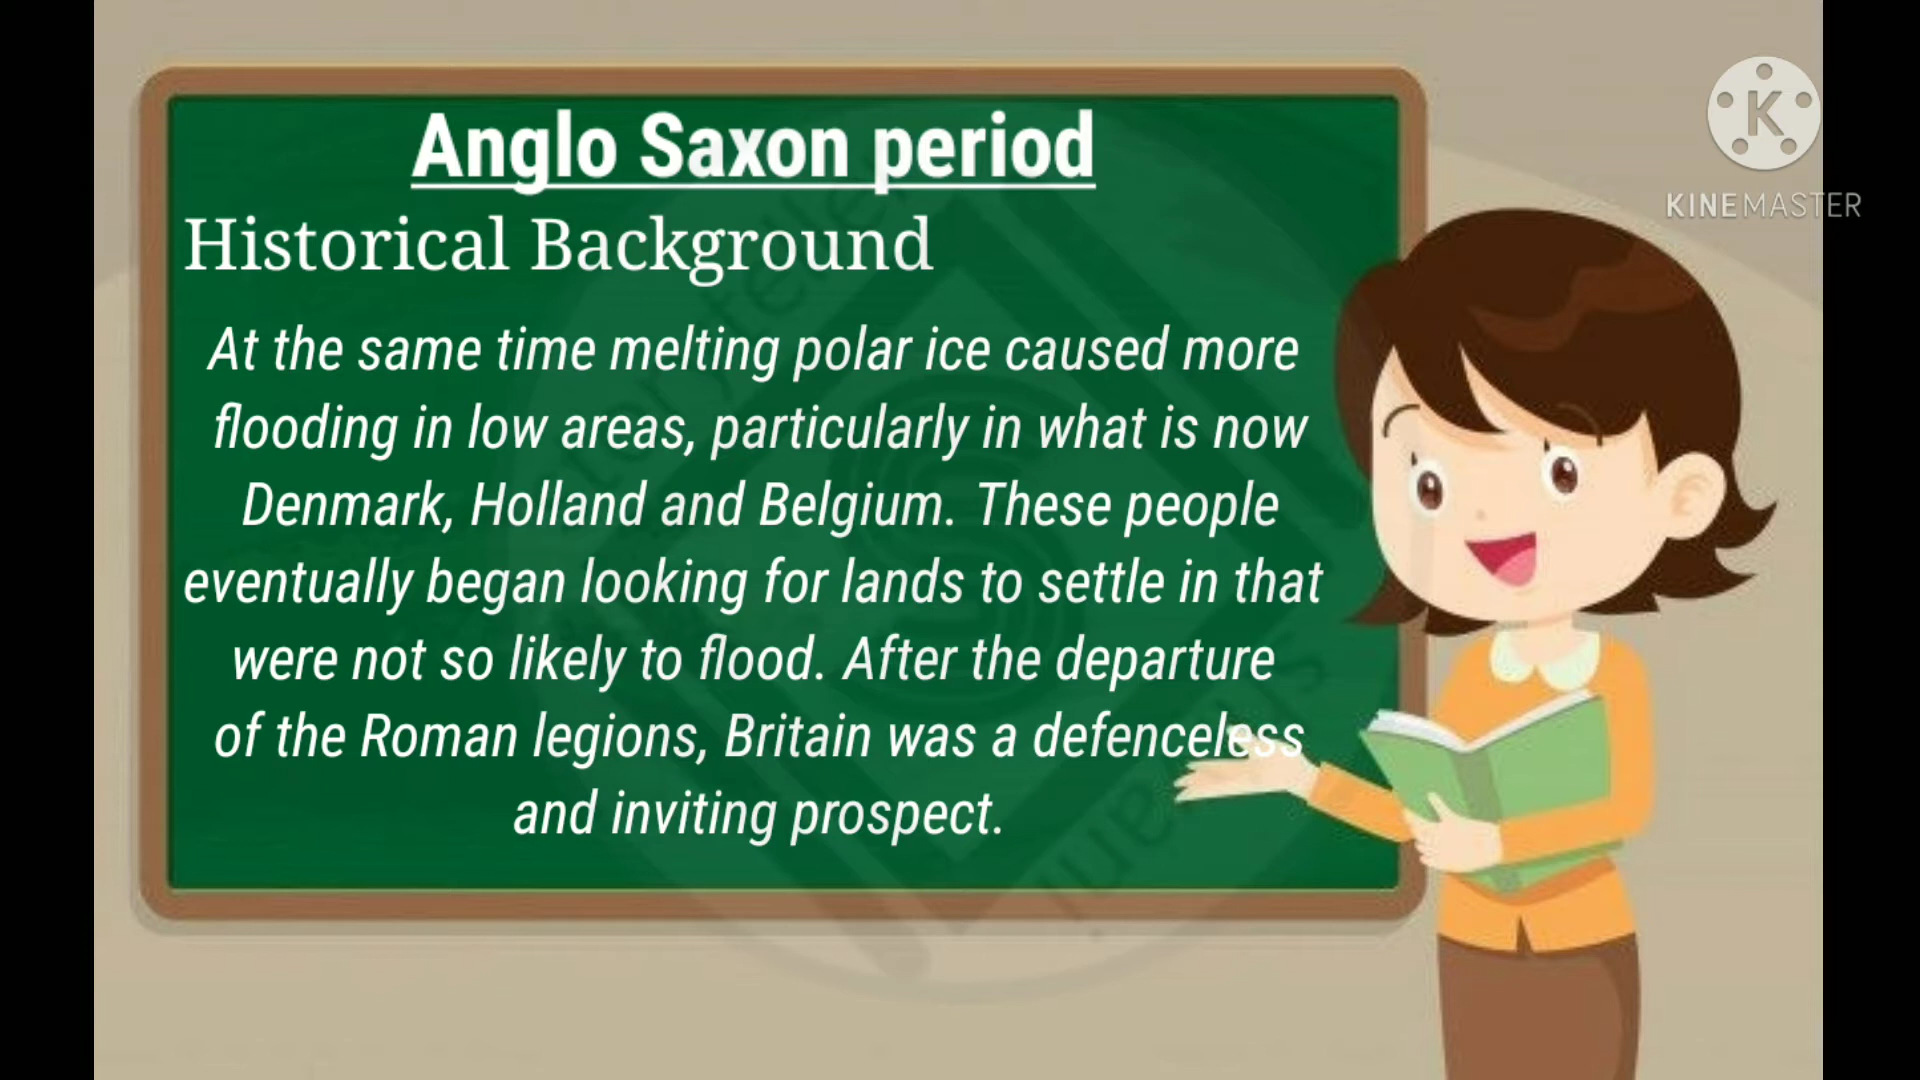 Anglo Saxon period
Historical Background
At the same time melting polar ice caused more
flooding in low areas, particularly in what is now
Denmark, Holland and Belgium. These people
eventually began looking for lands to settle in that
were not so likely to flood. After the departure
of the Roman legions, Britain was a defenceless
and inviting prospect.
K
KINEMASTER